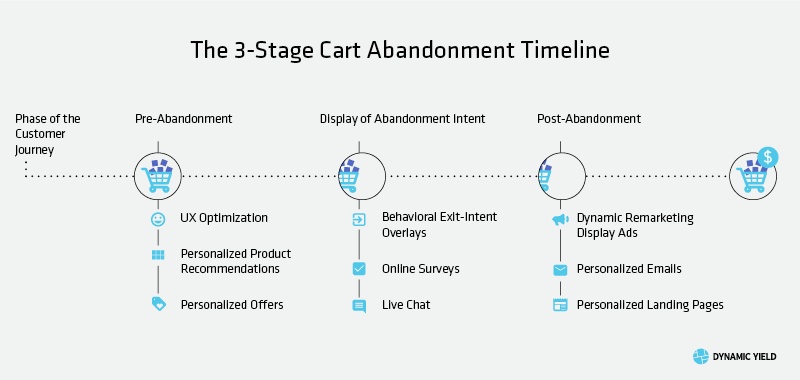 The 3-Stage Cart Abandonment Timeline
Phase of the
Customer
Journey
Pre-Abandonment
Display of Abandonment Intent
Post-Abandonment
$
UX Optimization
Personalized Product
Recommendations
Personalized Offers
Behavioral Exit-Intent
Overlays
Online Surveys
Live Chat
Dynamic Remarketing
Display Ads
Personalized Emails
Personalized Landing Pages
DYNAMIC YIELD